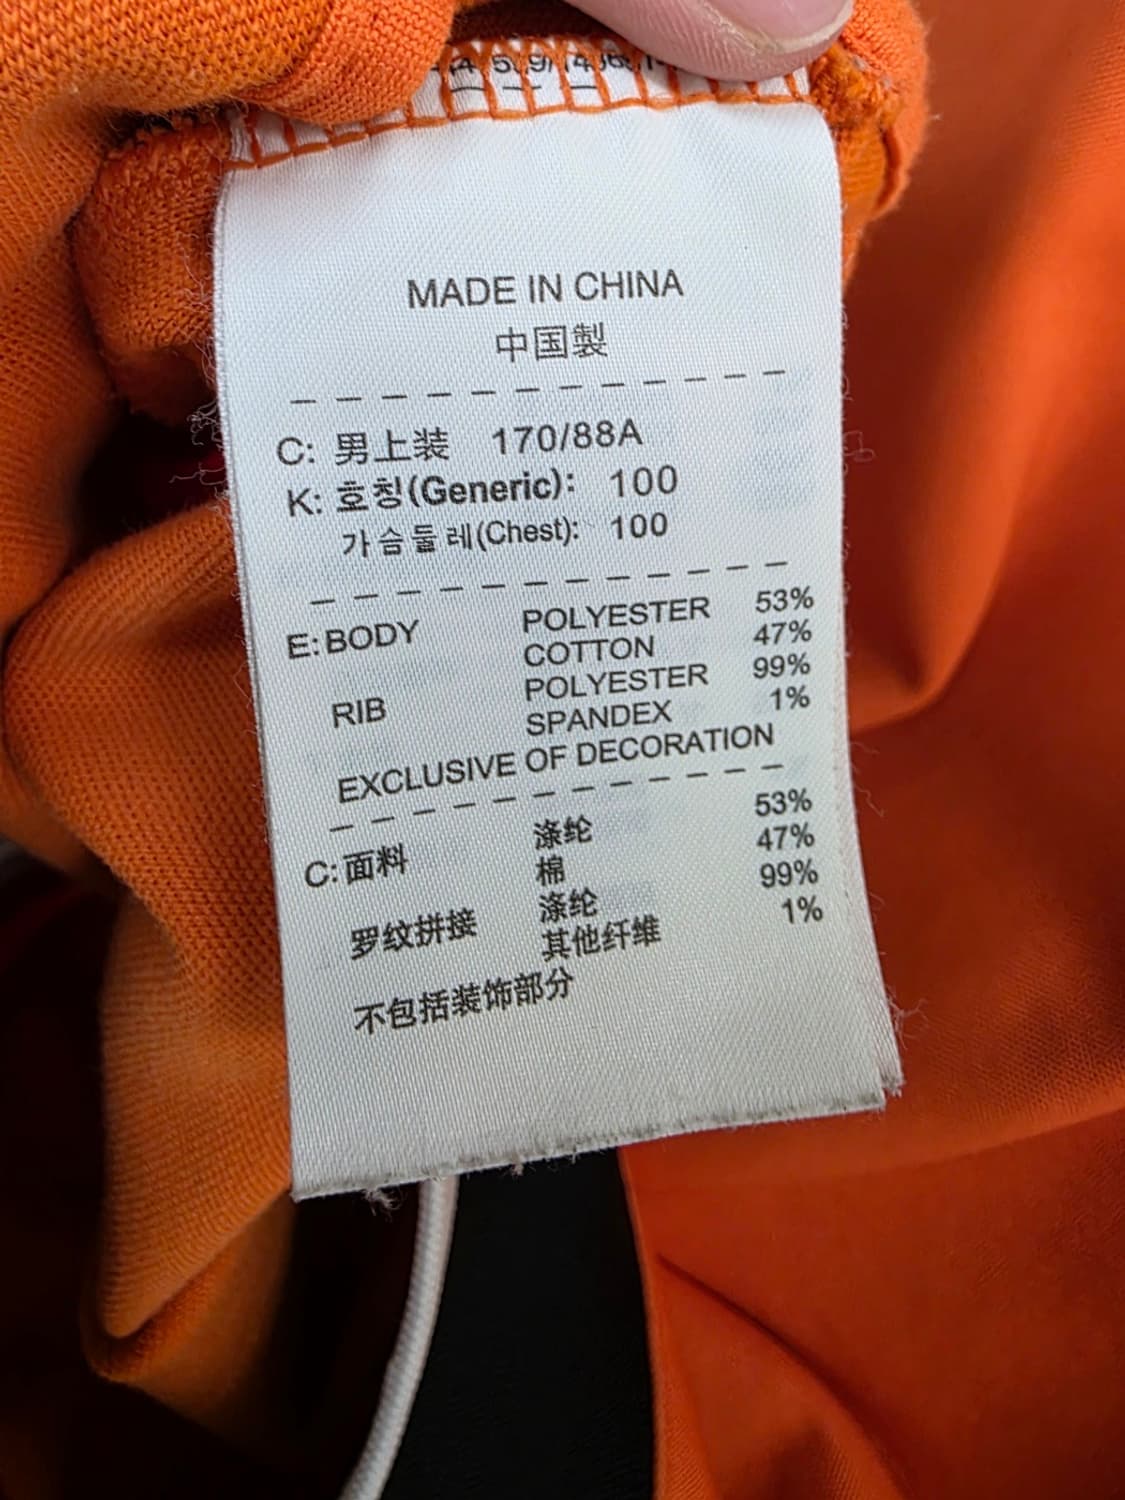 MADE IN CHINA
中国製
C: 男上装 170/88A
K: 호칭(Generic): 100
가슴둘레(Chest): 100
E: BODY POLYESTER 53%
COTTON 47%
RIB POLYESTER 99%
SPANDEX 1%
EXCLUSIVE OF DECORATION
C: 面料 涤纶 53%
棉 47%
罗纹拼接 涤纶 99%
其他纤维 1%
不包括装饰部分